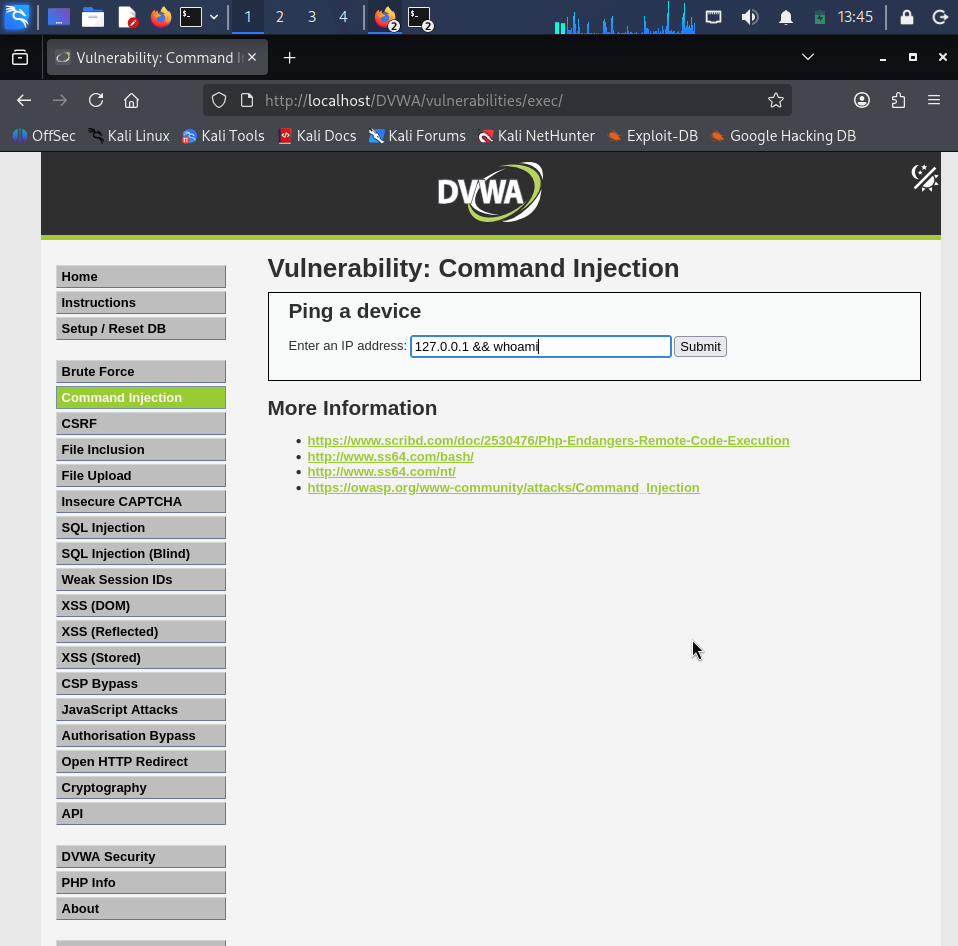 1 2 3 4 2 2 13:45
Vulnerability: Command I
http://localhost/DVWA/vulnerabilities/exec/
OffSec Kali Linux Kali Tools Kali Docs Kali Forums Kali NetHunter Exploit-DB Google Hacking DB
DVWA
Home
Instructions
Setup / Reset DB
Brute Force
Command Injection
CSRF
File Inclusion
File Upload
Insecure CAPTCHA
SQL Injection
SQL Injection (Blind)
Weak Session IDs
XSS (DOM)
XSS (Reflected)
XSS (Stored)
CSP Bypass
JavaScript Attacks
Authorisation Bypass
Open HTTP Redirect
Cryptography
API
DVWA Security
PHP Info
About
Vulnerability: Command Injection
Ping a device
Enter an IP address: 127.0.0.1 && whoami Submit
More Information
https://www.scribd.com/doc/2530476/Php-Endangers-Remote-Code-Execution
http://www.ss64.com/bash/
http://www.ss64.com/nt/
https://owasp.org/www-community/attacks/Command_Injection